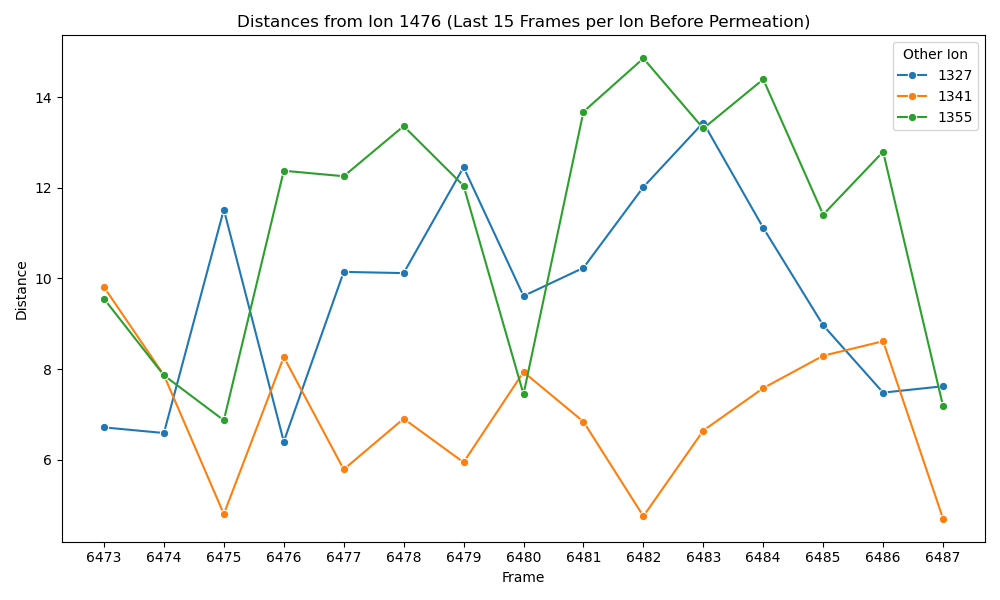 Distances from Ion 1476 (Last 15 Frames per Ion Before Permeation)
Other Ion
1327
1341
1355
Distance
14
12
10
8
6
6473 6474 6475 6476 6477 6478 6479 6480 6481 6482 6483 6484 6485 6486 6487
Frame